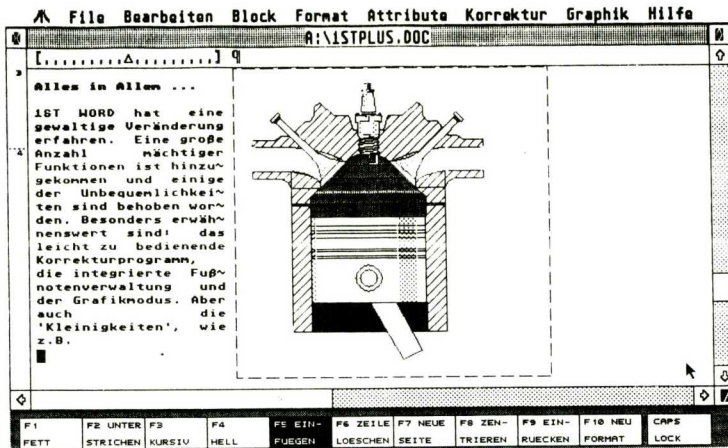 File Bearbeiten Block Format Attribute Korrektur Graphik Hilfe
A:\1STPLUS.DOC
[.........Δ.........] ¶
3
Alles in Allem ...
1ST WORD hat eine
gewaltige Veränderung
erfahren. Eine große
4
Anzahl mächtiger
Funktionen ist hinzu~
gekommen und einige
der Unbequemlichkei~
ten sind behoben wor~
den. Besonders erwäh~
nenswert sind: das
leicht zu bedienende
Korrekturprogramm,
die integrierte Fuß~
notenverwaltung und
der Grafikmodus. Aber
auch die
'Kleinigkeiten', wie
z.B.
F1 F2 UNTER F3 F4 F5 EIN- F6 ZEILE F7 NEUE F8 ZEN- F9 EIN- F10 NEU CAPS
FETT STRICHEN KURSIV HELL FUEGEN LOESCHEN SEITE TRIEREN RUECKEN FORMAT LOCK